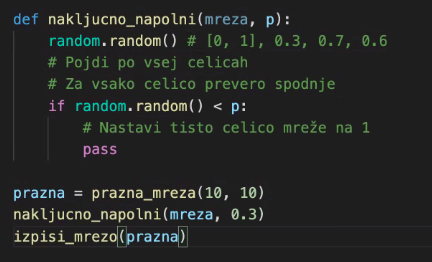 def nakljucno_napolni(mreza, p):
    random.random() # [0, 1], 0.3, 0.7, 0.6
    # Pojdi po vsej celicah
    # Za vsako celico prevero spodnje
    if random.random() < p:
        # Nastavi tisto celico mreže na 1
        pass

prazna = prazna_mreza(10, 10)
nakljucno_napolni(mreza, 0.3)
izpisi_mrezo(prazna)